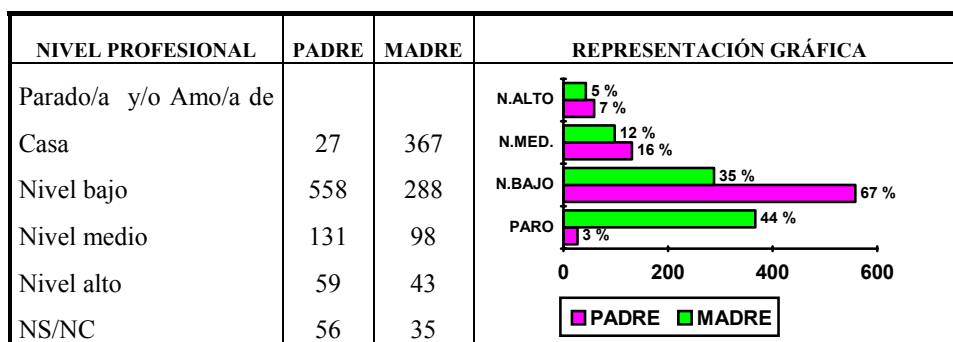 NIVEL PROFESIONAL PADRE MADRE REPRESENTACIÓN GRÁFICA
Parado/a y/o Amo/a de
Casa 27 367
Nivel bajo 558 288
Nivel medio 131 98
Nivel alto 59 43
NS/NC 56 35
N.ALTO 5 % 7 %
N.MED. 12 % 16 %
N.BAJO 35 % 67 %
PARO 44 % 3 %
0 200 400 600
PADRE MADRE